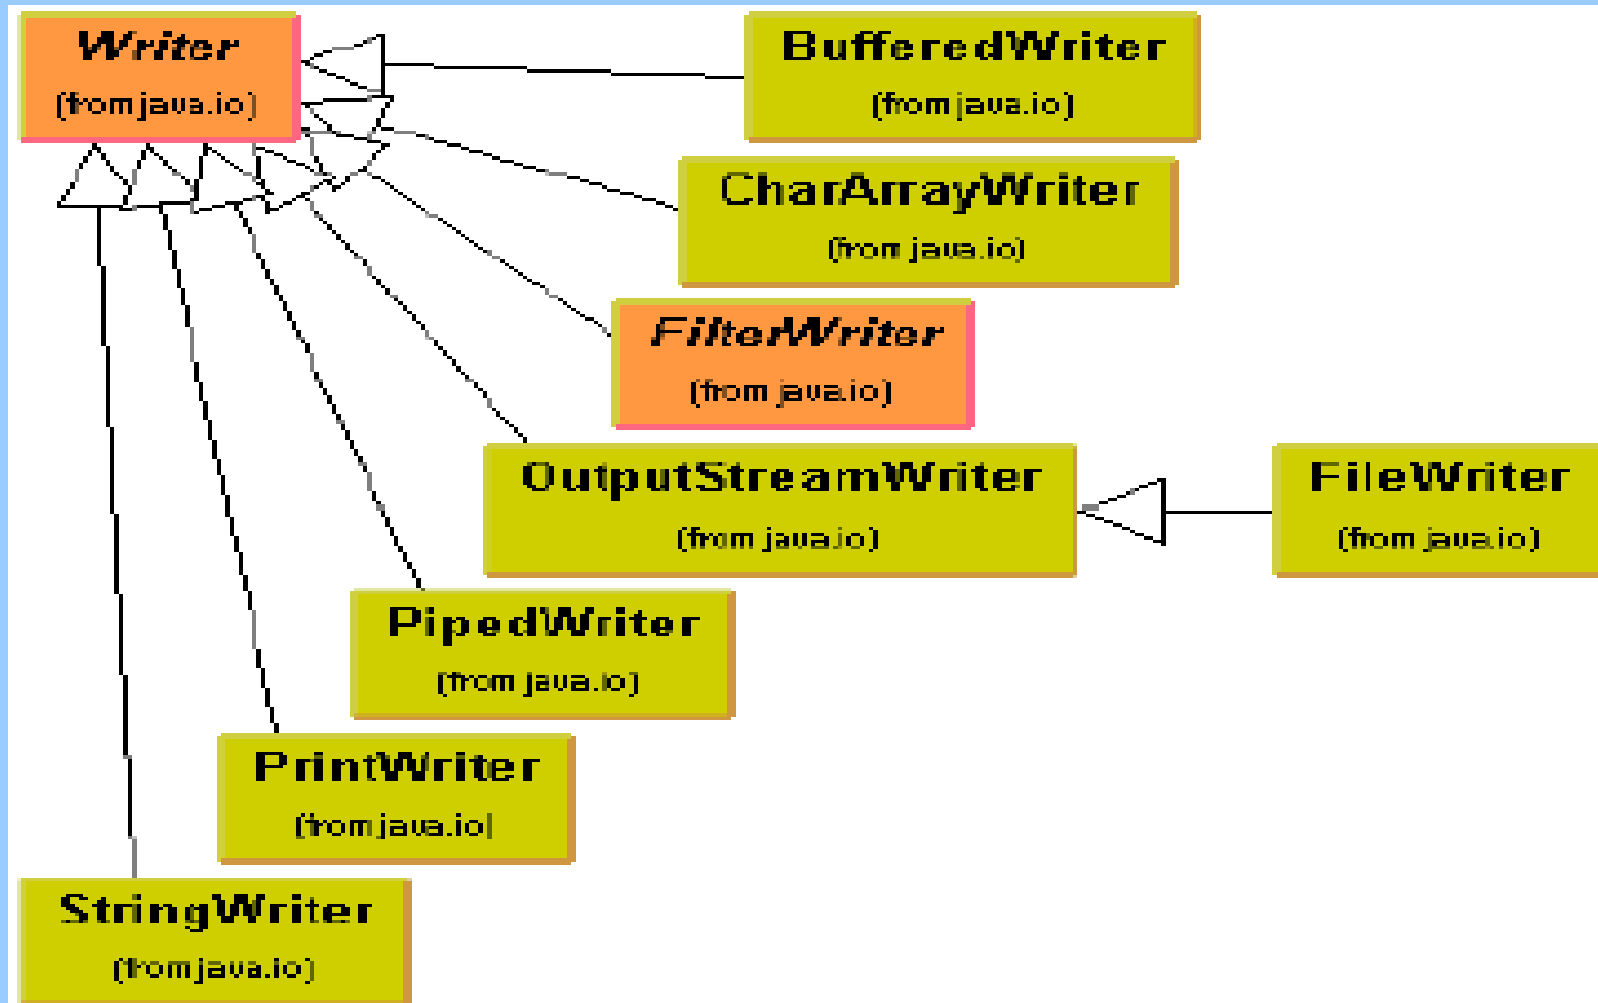 Writer
(from java.io)
BufferedWriter
(from java.io)
CharArrayWriter
(from java.io)
FilterWriter
(from java.io)
OutputStreamWriter
(from java.io)
FileWriter
(from java.io)
PipedWriter
(from java.io)
PrintWriter
(from java.io)
StringWriter
(from java.io)